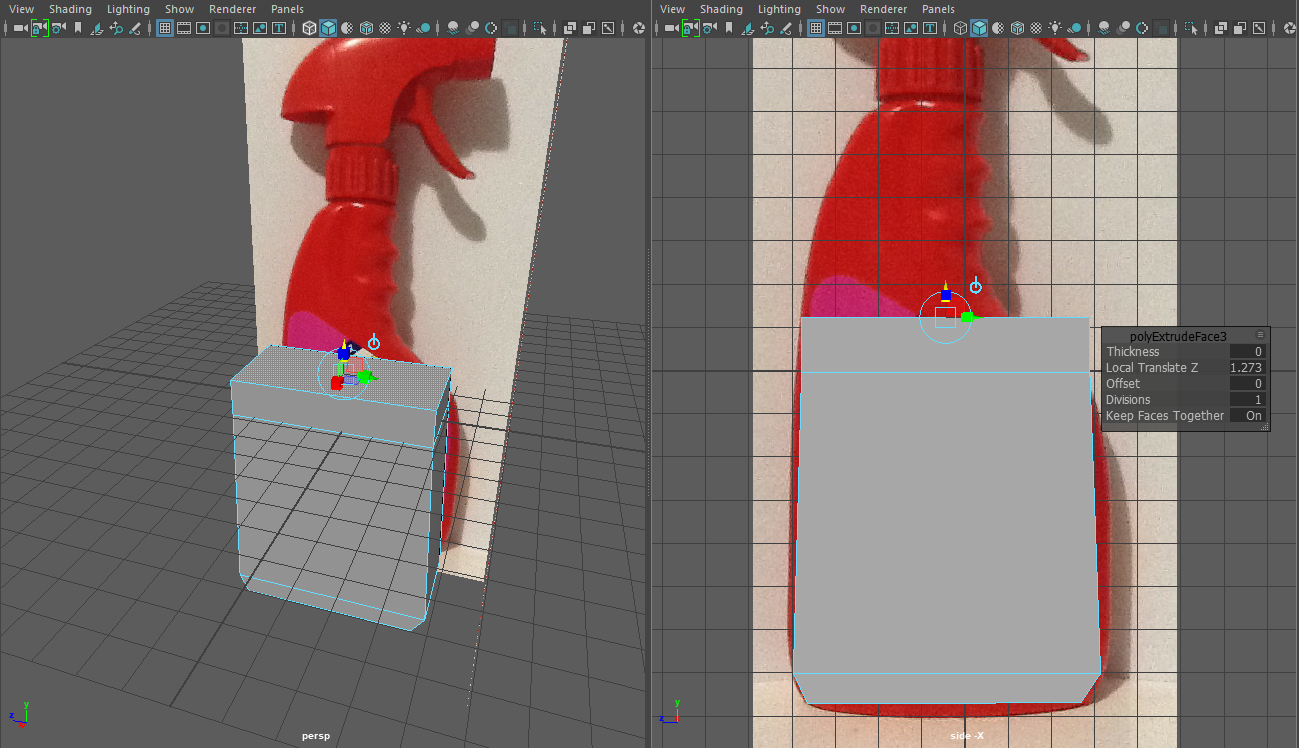 View Shading Lighting Show Renderer Panels
View Shading Lighting Show Renderer Panels
polyExtrudeFace3
Thickness 0
Local Translate Z 1.273
Offset 0
Divisions 1
Keep Faces Together On
y
z
persp
y
z
side -X